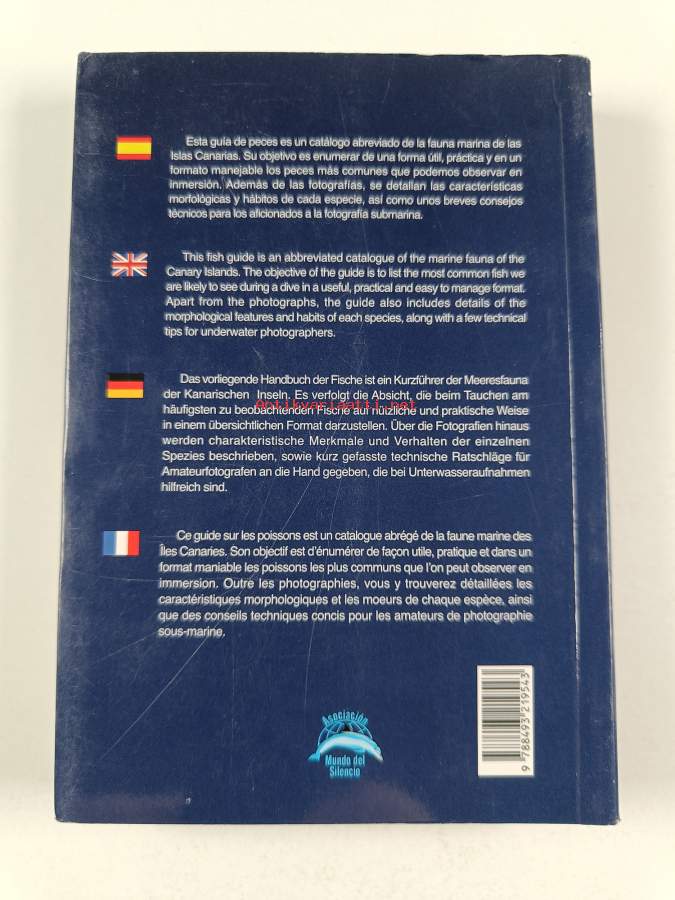 Esta guía de peces es un catálogo abreviado de la fauna marina de las
Islas Canarias. Su objetivo es enumerar de una forma útil, práctica y en un
formato manejable los peces más comunes que podemos observar en
inmersión. Además de las fotografías, se detallan las características
morfológicas y hábitos de cada especie, así como unos breves consejos
técnicos para los aficionados a la fotografía submarina.
This fish guide is an abbreviated catalogue of the marine fauna of the
Canary Islands. The objective of the guide is to list the most common fish we
are likely to see during a dive in a useful, practical and easy to manage format.
Apart from the photographs, the guide also includes details of the
morphological features and habits of each species, along with a few technical
tips for underwater photographers.
Das vorliegende Handbuch der Fische ist ein Kurzführer der Meeresfauna
der Kanarischen Inseln. Es verfolgt die Absicht, die beim Tauchen am
häufigsten zu beobachtenden Fische auf nützliche und praktische Weise
in einem übersichtlichen Format darzustellen. Über die Fotografien hinaus
werden charakteristische Merkmale und Verhalten der einzelnen
Spezies beschrieben, sowie kurz gefasste technische Ratschläge für
Amateurfotografen an die Hand gegeben, die bei Unterwasseraufnahmen
hilfreich sind.
Antikvariaatti.net
Ce guide sur les poissons est un catalogue abrégé de la faune marine des
Îles Canaries. Son objectif est d'énumérer de façon utile, pratique et dans un
format maniable les poissons les plus communs que l'on peut observer en
immersion. Outre les photographies, vous y trouverez détaillées les
caractéristiques morphologiques et les moeurs de chaque espèce, ainsi
que des conseils techniques concis pour les amateurs de photographie
sous-marine.
Asociación
Mundo del
Silencio
9 788493 219543